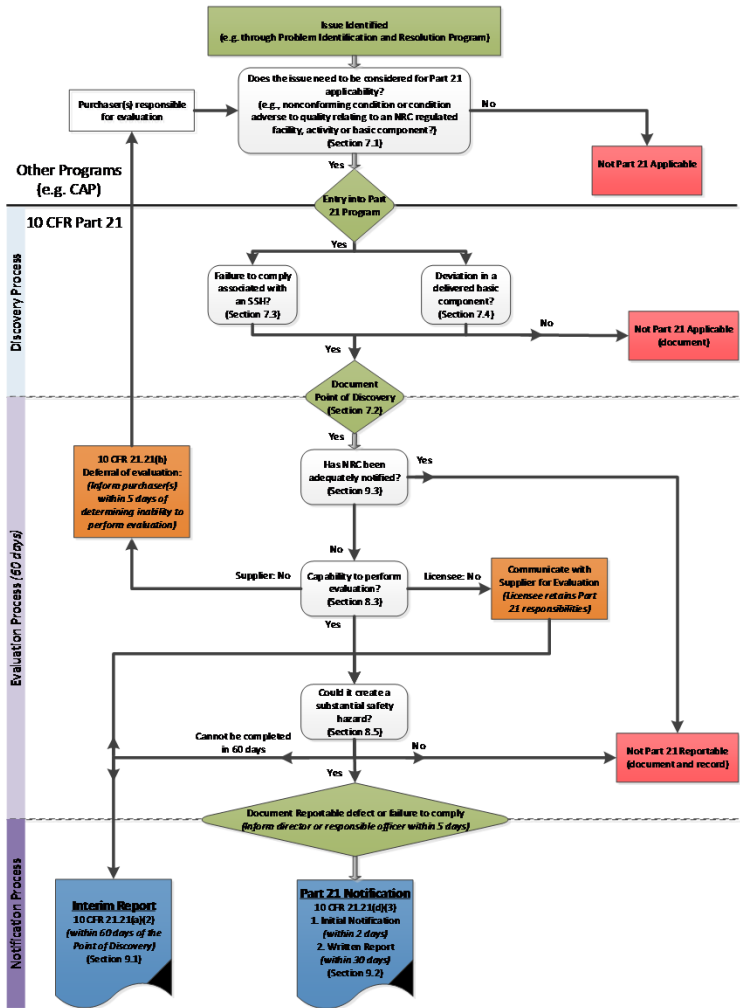 Issue Identified
(e.g. through Problem Identification and Resolution Program)
Does the issue need to be considered for Part 21
applicability?
(e.g., nonconforming condition or condition
adverse to quality relating to an NRC regulated
facility, activity or basic component?)
(Section 7.1)
Purchaser(s) responsible
for evaluation
No
Not Part 21 Applicable
Yes
Other Programs
(e.g. CAP)
Entry into Part
21 Program
10 CFR Part 21
Discovery Process
Yes
Failure to comply
associated with
an SSH?
(Section 7.3)
Deviation in a
delivered basic
component?
(Section 7.4)
No
Not Part 21 Applicable
(document)
Yes
Document
Point of Discovery
(Section 7.2)
Evaluation Process (60 days)
Yes
10 CFR 21.21(b)
Deferral of evaluation:
(Inform purchaser(s)
within 5 days of
determining inability to
perform evaluation)
Has NRC been
adequately notified?
(Section 9.3)
Yes
No
Supplier: No
Capability to perform
evaluation?
(Section 8.3)
Licensee: No
Communicate with
Supplier for Evaluation
(Licensee retains Part
21 responsibilities)
Yes
Could it create a
substantial safety
hazard?
(Section 8.5)
Cannot be completed
in 60 days
No
Not Part 21 Reportable
(document and record)
Yes
Document Reportable defect or failure to comply
(Inform director or responsible officer within 5 days)
Notification Process
Interim Report
10 CFR 21.21(a)(2)
(within 60 days of the
Point of Discovery)
(Section 9.1)
Part 21 Notification
10 CFR 21.21(d)(3)
1. Initial Notification
(within 2 days)
2. Written Report
(within 30 days)
(Section 9.2)